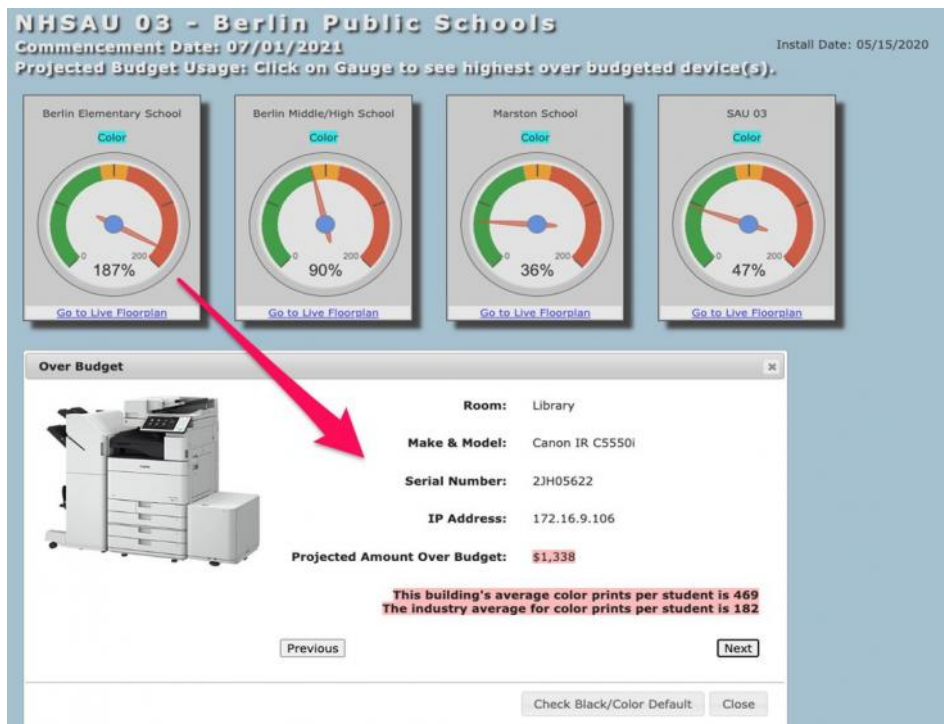 NHSAU 03 - Berlin Public Schools
Commencement Date: 07/01/2021
Install Date: 05/15/2020
Projected Budget Usage: Click on Gauge to see highest over budgeted device(s).
Berlin Elementary School
Color
0 200
187%
Go to Live Floorplan
Berlin Middle/High School
Color
0 200
90%
Go to Live Floorplan
Marston School
Color
0 200
36%
Go to Live Floorplan
SAU 03
Color
0 200
47%
Go to Live Floorplan
Over Budget
Room: Library
Make & Model: Canon IR C5550i
Serial Number: 2JH05622
IP Address: 172.16.9.106
Projected Amount Over Budget: $1,338
This building's average color prints per student is 469
The industry average for color prints per student is 182
Previous
Next
Check Black/Color Default
Close